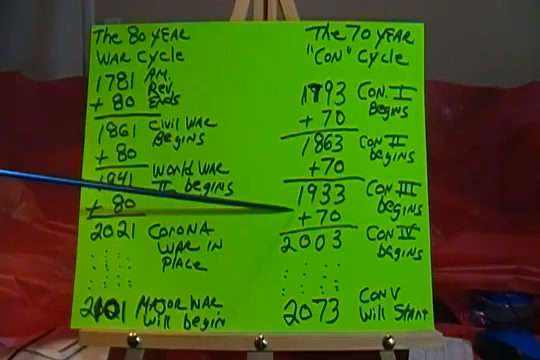 The 80 YEAR
WAR Cycle
1781 AM.
Rev.
+ 80 Ends
1861 Civil WAR
Begins
+ 80
1941 World WAR
II begins
+ 80
2021 CORONA
WAR IN
PLACE
2101 MAJOR WAR
Will begin
The 70 YEAR
"CON" Cycle
1793 CON. I
Begins
+ 70
1863 CON II
begins
+ 70
1933 CON III
begins
+ 70
2003 CON IV
begins
2073 CON V
Will Start